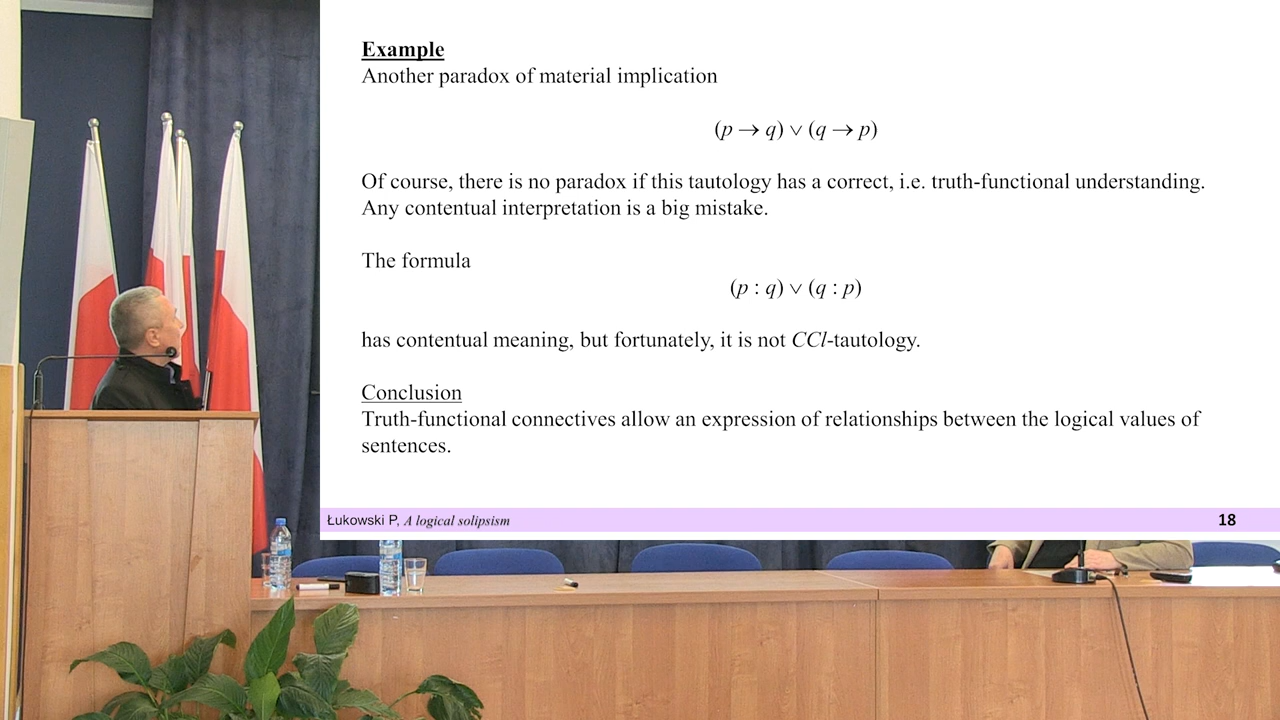 Example
Another paradox of material implication
(p → q) ∨ (q → p)
Of course, there is no paradox if this tautology has a correct, i.e. truth-functional understanding.
Any contentual interpretation is a big mistake.
The formula
(p : q) ∨ (q : p)
has contentual meaning, but fortunately, it is not CCl-tautology.
Conclusion
Truth-functional connectives allow an expression of relationships between the logical values of
sentences.
Łukowski P, A logical solipsism
18